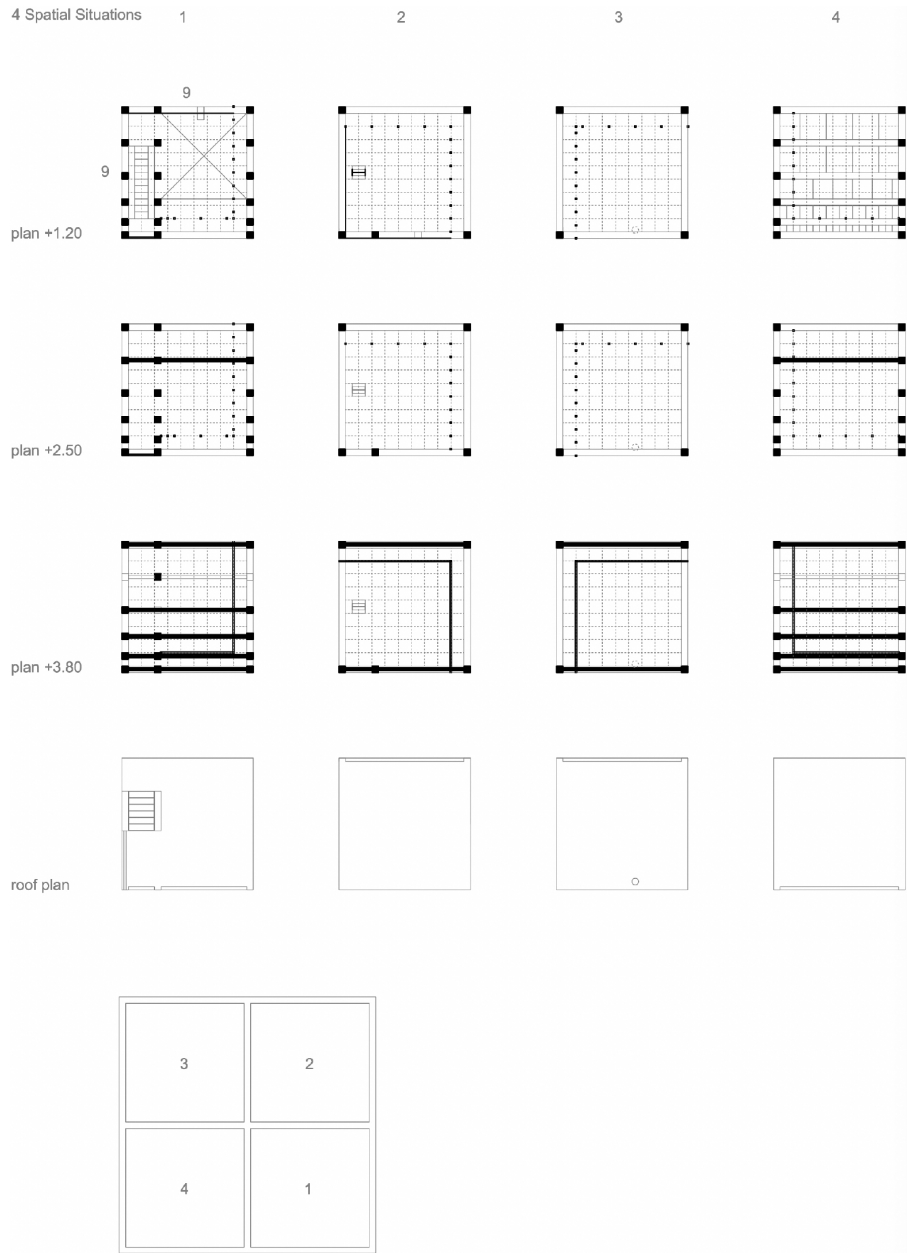 4 Spatial Situations 1 2 3 4
9
9
plan +1.20
plan +2.50
plan +3.80
roof plan
3 2
4 1